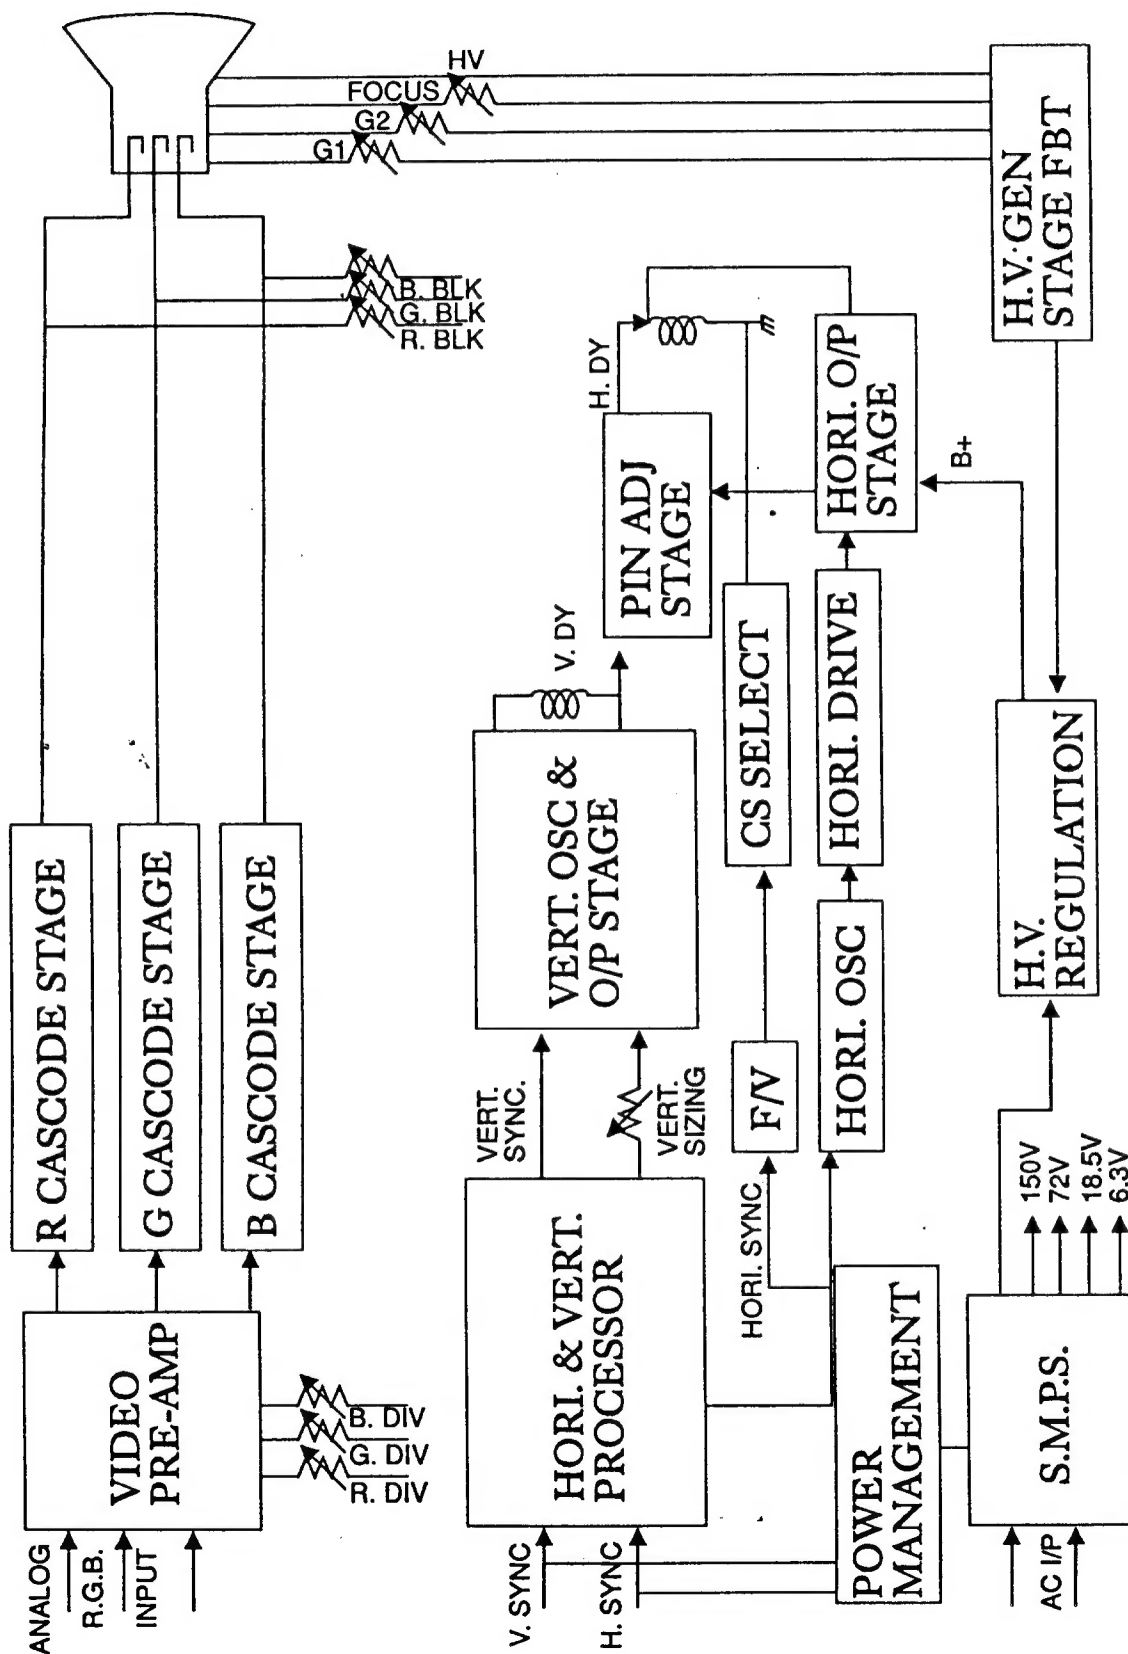 ANALOG
R.G.B.
INPUT
VIDEO
PRE-AMP
R. DIV
G. DIV
B. DIV
R CASCODE STAGE
G CASCODE STAGE
B CASCODE STAGE
R. BLK
G. BLK
B. BLK
G1
G2
FOCUS
HV
V. SYNC
H. SYNC
HORI. & VERT.
PROCESSOR
VERT.
SYNC.
VERT.
SIZING
VERT. OSC &
O/P STAGE
V. DY
PIN ADJ
STAGE
H. DY
HORI. SYNC
F/V
CS SELECT
HORI. OSC
HORI. DRIVE
HORI. O/P
STAGE
B+
POWER
MANAGEMENT
AC I/P
S.M.P.S.
150V
72V
18.5V
6.3V
H.V.
REGULATION
H.V. GEN
STAGE FBT